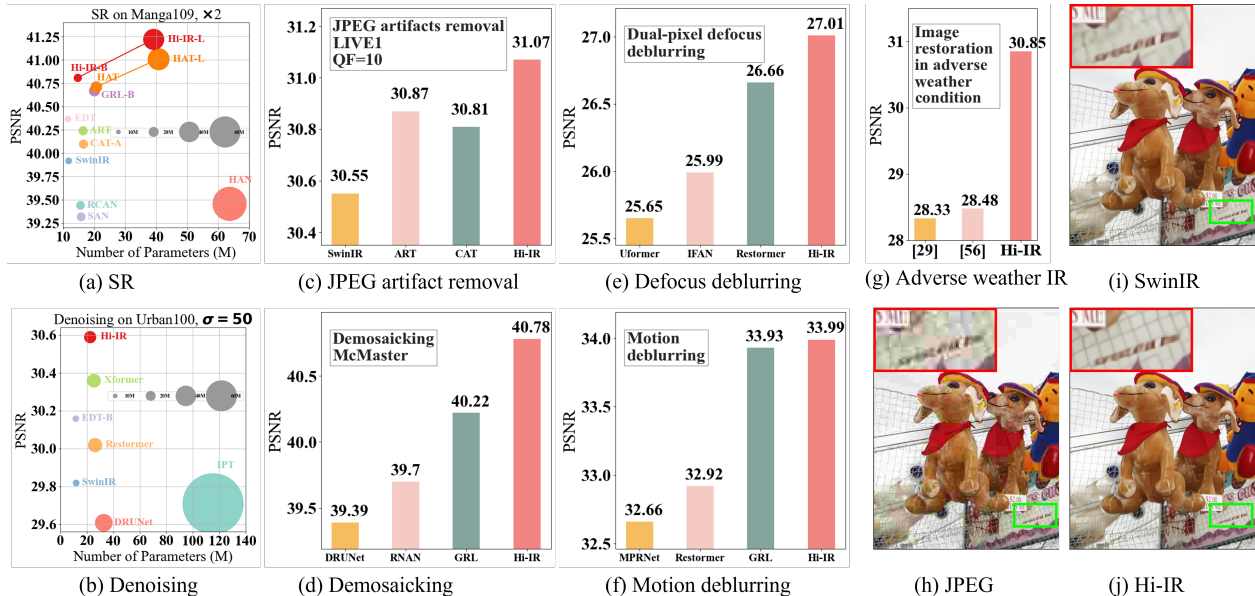 SR on Manga109, ×2
PSNR
41.25
41.00
40.75
40.50
40.25
40.00
39.75
39.50
39.25
Hi-IR-L
HAT-L
Hi-IR-B
HAT
GRL-B
EDT
ART
10M
20M
40M
60M
CAT-A
SwinIR
HAN
RCAN
SAN
10 20 30 40 50 60 70
Number of Parameters (M)
(a) SR
JPEG artifacts removal
LIVE1
QF=10
PSNR
31.0
30.8
30.6
30.4
30.55
30.87
30.81
31.07
SwinIR ART CAT Hi-IR
(c) JPEG artifact removal
Dual-pixel defocus
deblurring
PSNR
27.0
26.5
26.0
25.5
25.65
25.99
26.66
27.01
Uformer IFAN Restormer Hi-IR
(e) Defocus deblurring
Image
restoration
in adverse
weather
condition
PSNR
31
30
29
28
28.33
28.48
30.85
[29] [56] Hi-IR
(g) Adverse weather IR
S ME
(i) SwinIR
Denoising on Urban100, σ = 50
PSNR
30.6
30.4
30.2
30.0
29.8
29.6
Hi-IR
Xformer
10M
20M
40M
60M
EDT-B
Restormer
IPT
SwinIR
DRUNet
0 20 40 60 80 100 120 140
Number of Parameters (M)
(b) Denoising
Demosaicking
McMaster
PSNR
40.5
40.0
39.5
39.39
39.7
40.22
40.78
DRUNet RNAN GRL Hi-IR
(d) Demosaicking
Motion
deblurring
PSNR
34.0
33.5
33.0
32.5
32.66
32.92
33.93
33.99
MPRNet Restormer GRL Hi-IR
(f) Motion deblurring
S ME
(h) JPEG
S ME
(j) Hi-IR